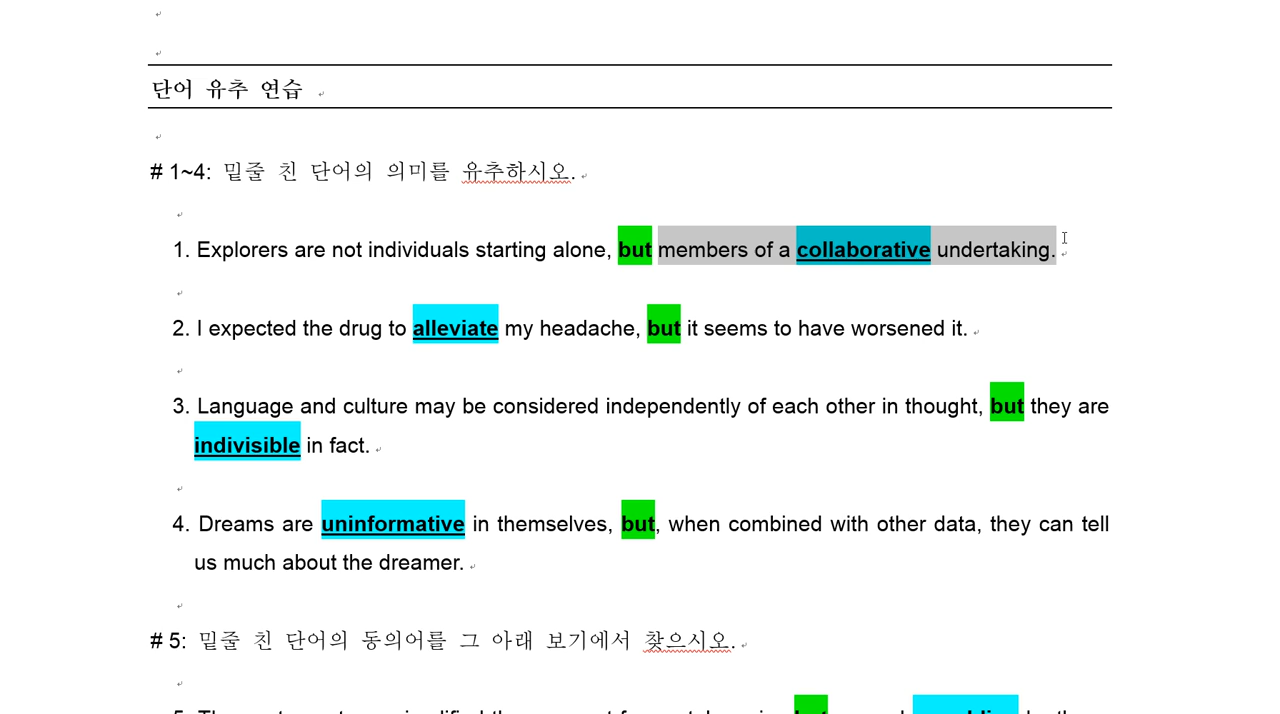 단어 유추 연습
# 1~4: 밑줄 친 단어의 의미를 유추하시오.
1. Explorers are not individuals starting alone, but members of a collaborative undertaking.
2. I expected the drug to alleviate my headache, but it seems to have worsened it.
3. Language and culture may be considered independently of each other in thought, but they are
indivisible in fact.
4. Dreams are uninformative in themselves, but, when combined with other data, they can tell
us much about the dreamer.
# 5: 밑줄 친 단어의 동의어를 그 아래 보기에서 찾으시오.